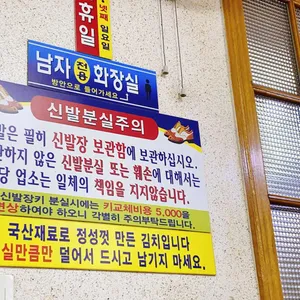 넷째 일요일
휴일
남자 전용 화장실
방안으로 들어가세요
신발분실주의
발은 필히 신발장 보관함에 보관하십시오.
하지 않은 신발분실 또는 훼손에 대해서는
당 업소는 일체의 책임을 지지않습니다.
신발장키 분실시에는 키교체비용 5,000을
변상하여야 하오니 각별히 주의부탁드립니다.
국산재료로 정성껏 만든 김치입니다
실만큼만 덜어서 드시고 남기지 마세요.